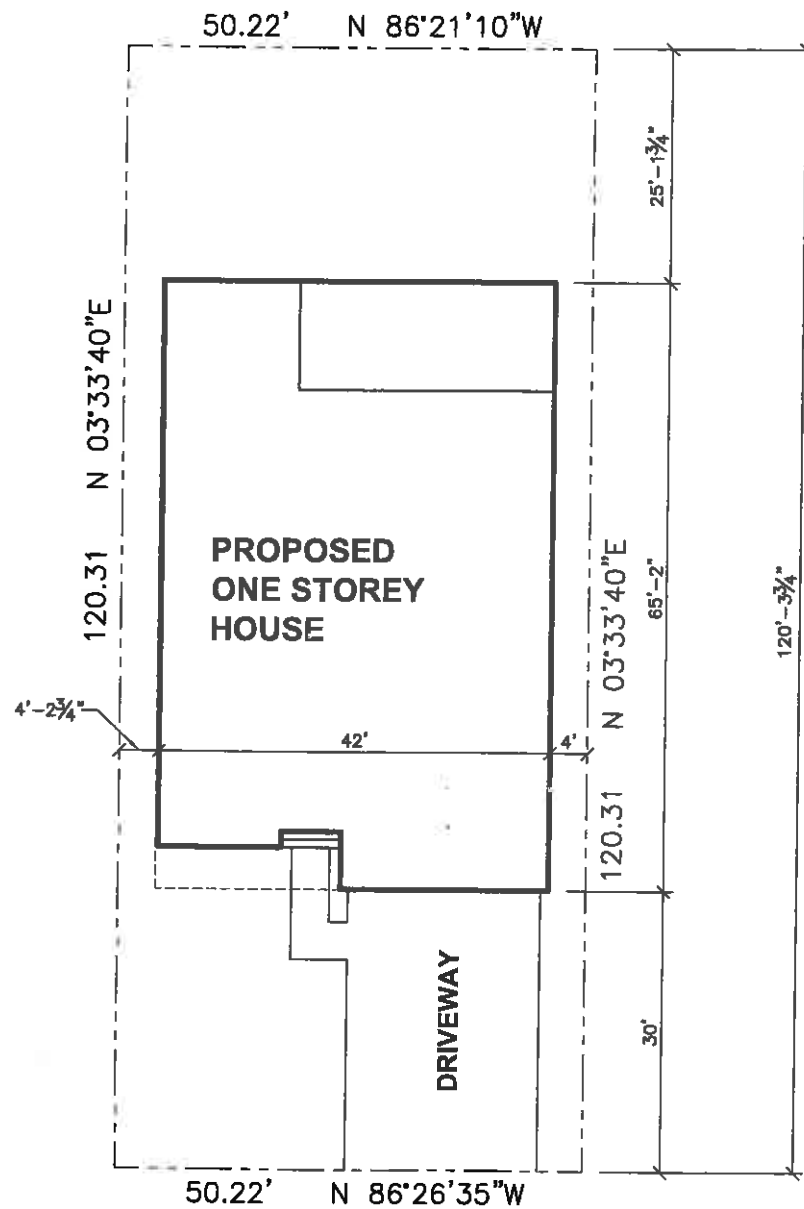 50.22' N 86°21'10"W
25'-1¾"
120.31 N 03°33'40"E
PROPOSED
ONE STOREY
HOUSE
120.31 N 03°33'40"E
65'-2"
120'-3¾"
4'-2¾"
42'
4'
DRIVEWAY
30'
50.22' N 86°26'35"W